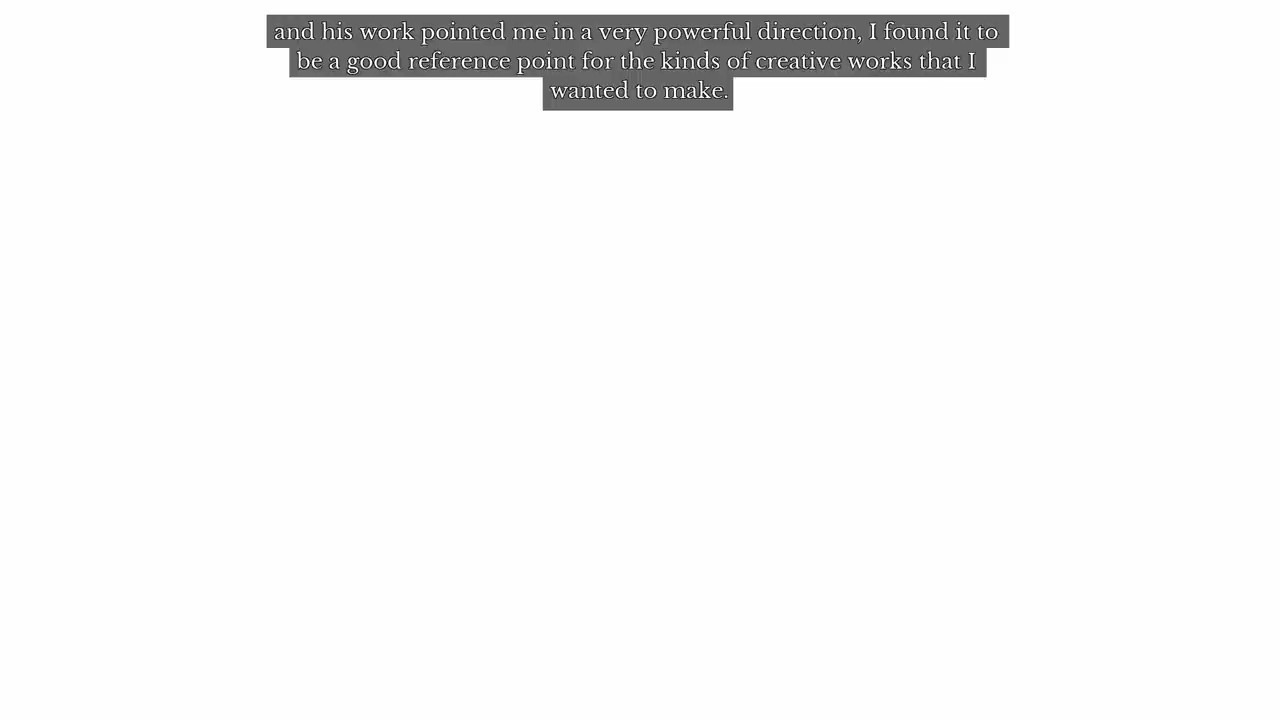 and his work pointed me in a very powerful direction, I found it to
be a good reference point for the kinds of creative works that I
wanted to make.